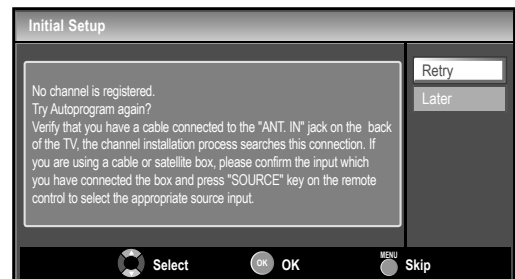 Initial Setup
No channel is registered.
Try Autoprogram again?
Verify that you have a cable connected to the "ANT. IN" jack on the back
of the TV, the channel installation process searches this connection. If
you are using a cable or satellite box, please confirm the input which
you have connected the box and press "SOURCE" key on the remote
control to select the appropriate source input.
Retry
Later
Select
OK OK
MENU Skip